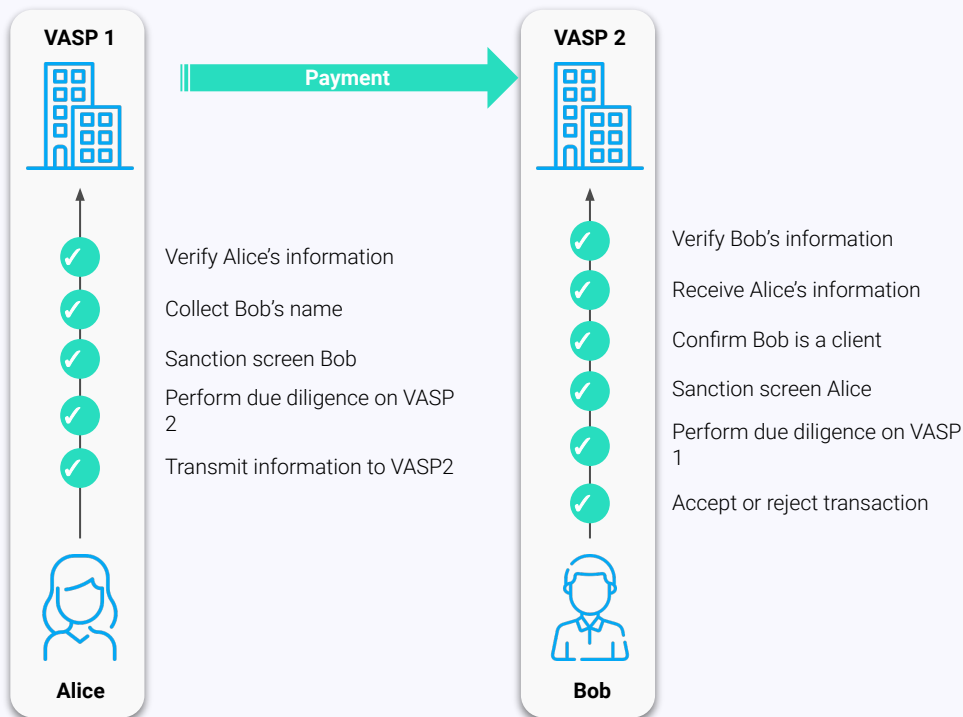 VASP 1
Payment
VASP 2
Verify Alice’s information
Collect Bob’s name
Sanction screen Bob
Perform due diligence on VASP
2
Transmit information to VASP2
Alice
Verify Bob’s information
Receive Alice’s information
Confirm Bob is a client
Sanction screen Alice
Perform due diligence on VASP
1
Accept or reject transaction
Bob